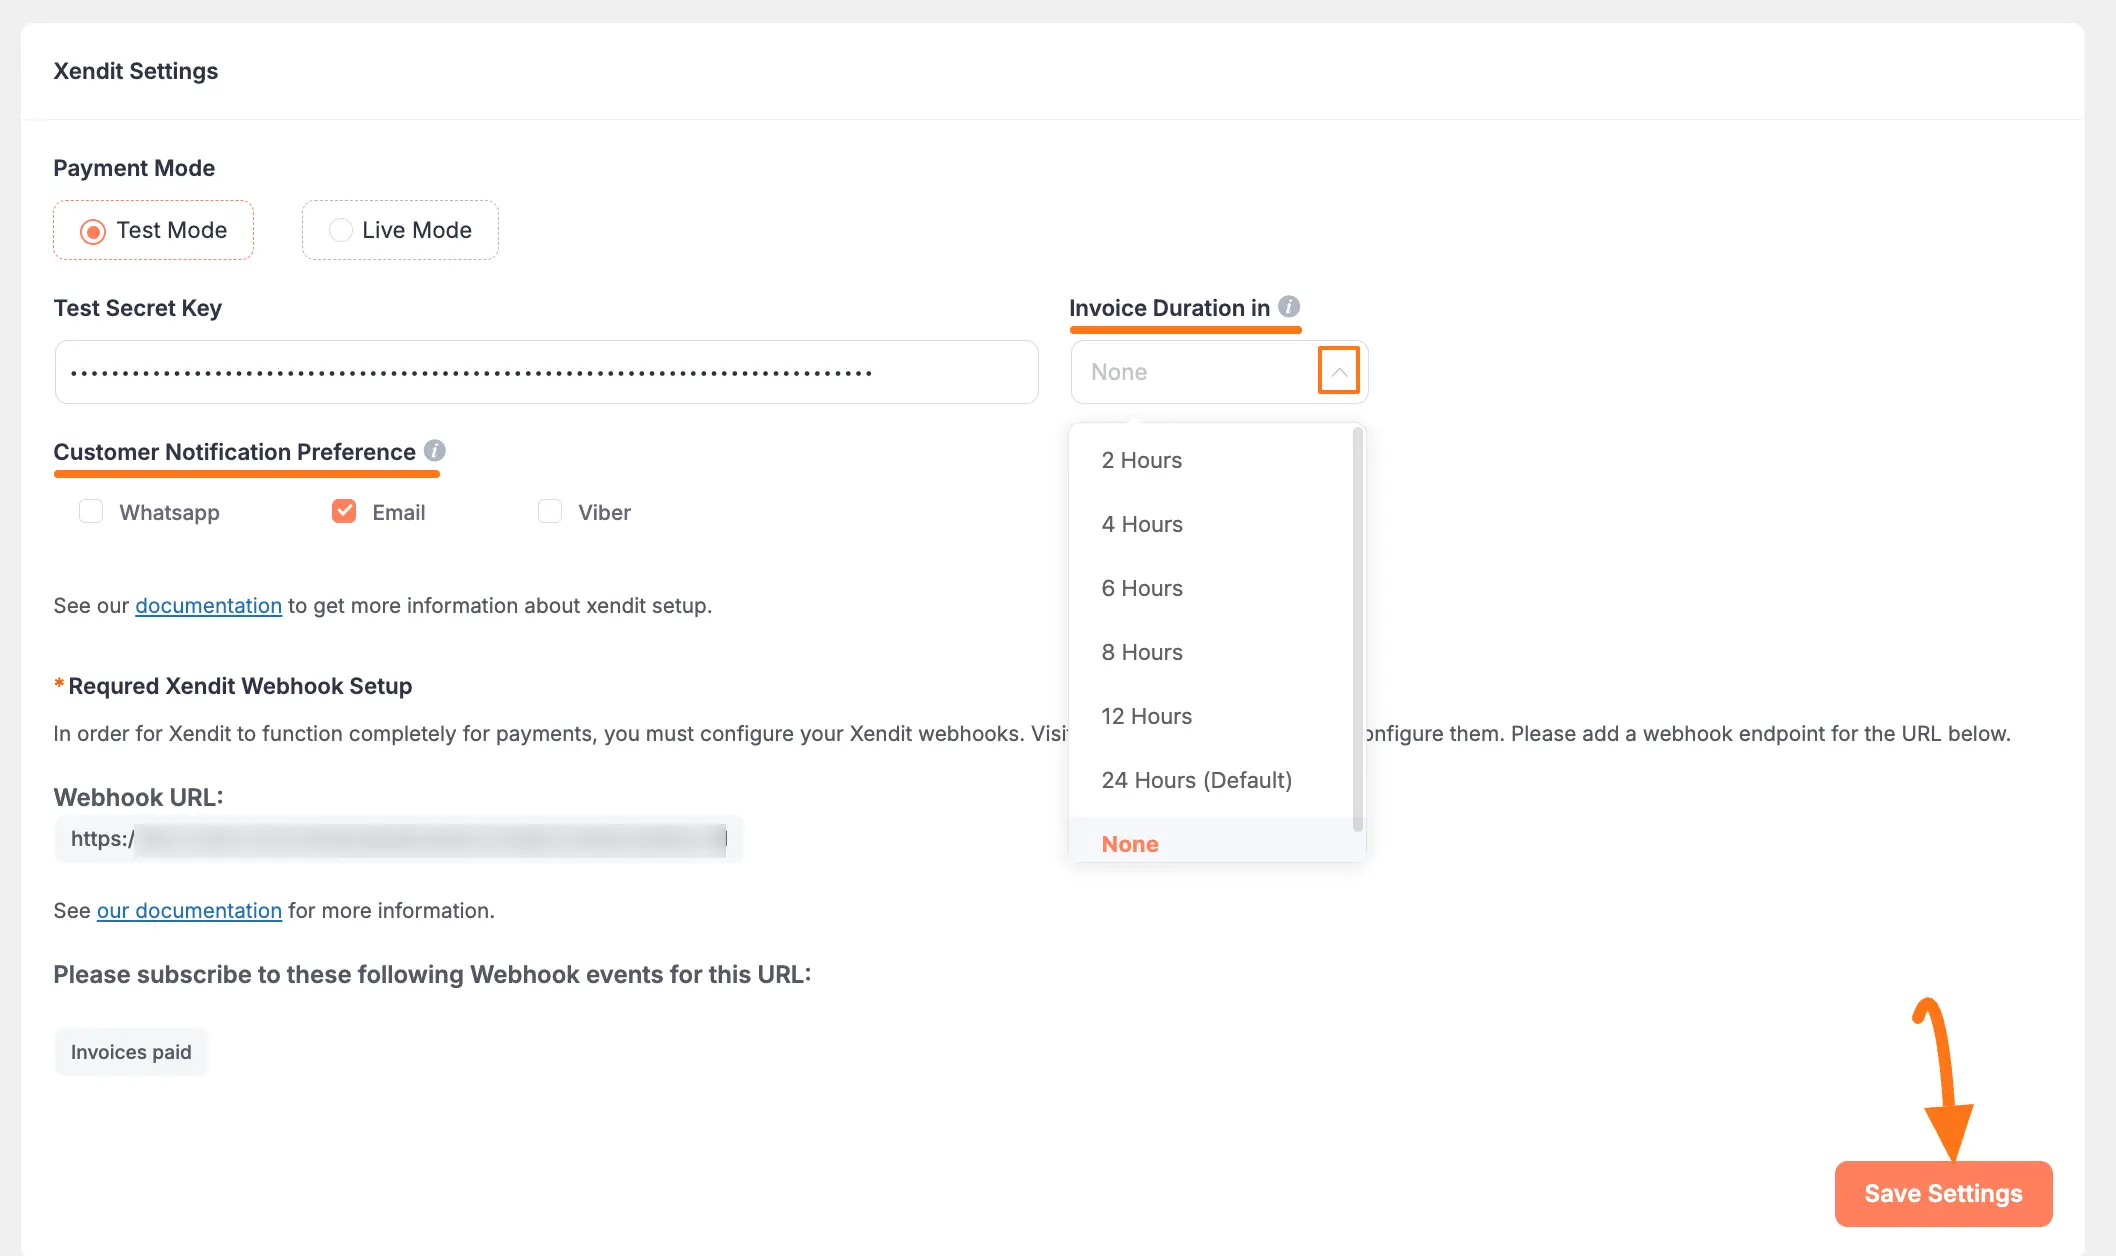 Xendit Settings
Payment Mode
Test Mode
Live Mode
Test Secret Key
Invoice Duration in
None
Customer Notification Preference
Whatsapp
Email
Viber
2 Hours
4 Hours
6 Hours
8 Hours
12 Hours
24 Hours (Default)
None
See our documentation to get more information about xendit setup.
* Requred Xendit Webhook Setup
In order for Xendit to function completely for payments, you must configure your Xendit webhooks. onfigure them. Please add a webhook endpoint for the URL below.
Webhook URL:
https:/
See our documentation for more information.
Please subscribe to these following Webhook events for this URL:
Invoices paid
Save Settings